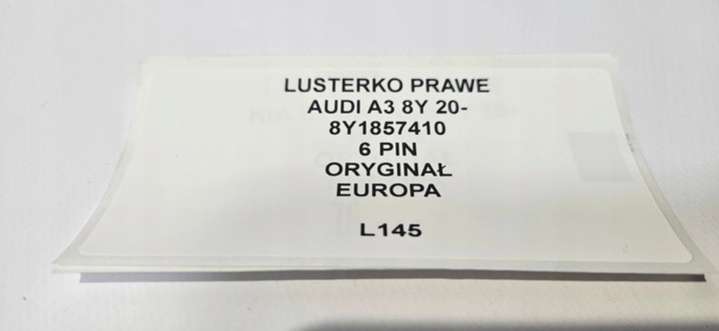 LUSTERKO PRAWE
AUDI A3 8Y 20-
8Y1857410
6 PIN
ORYGINAŁ
EUROPA
L145